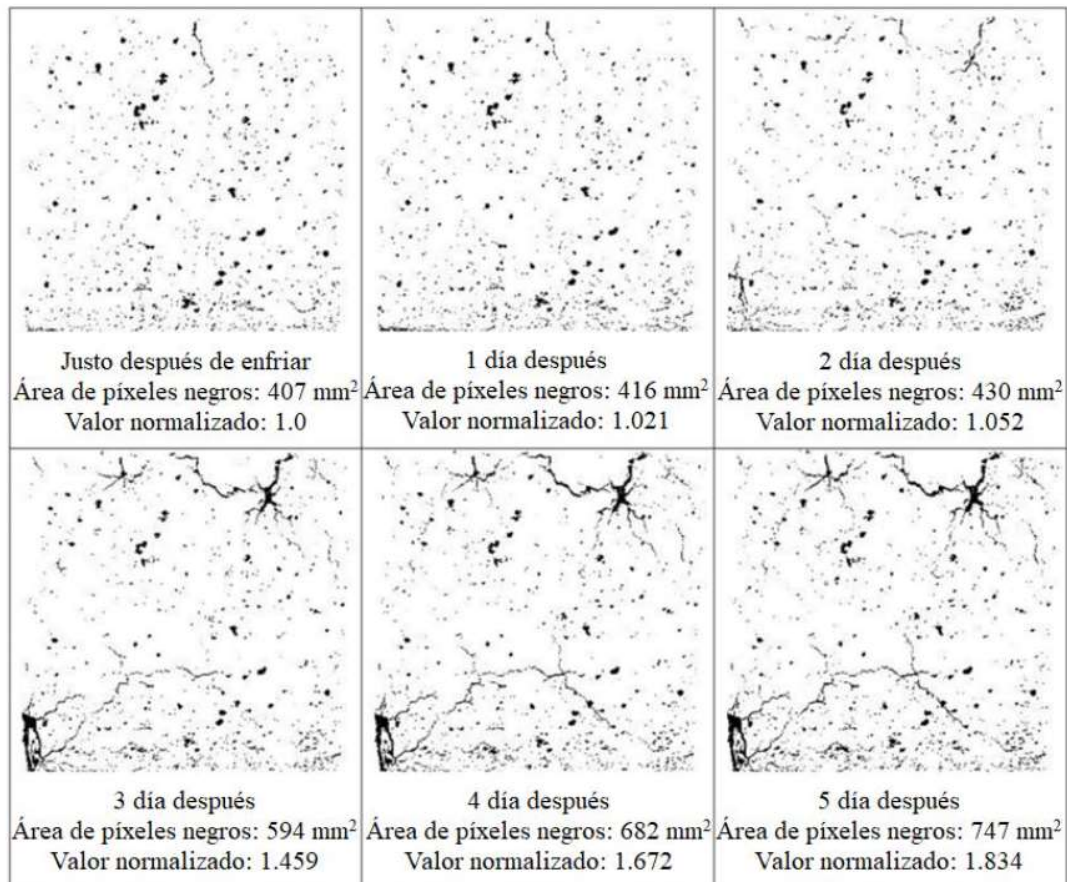 Justo después de enfriar
Área de píxeles negros: 407 mm²
Valor normalizado: 1.0
1 día después
Área de píxeles negros: 416 mm²
Valor normalizado: 1.021
2 día después
Área de píxeles negros: 430 mm²
Valor normalizado: 1.052
3 día después
Área de píxeles negros: 594 mm²
Valor normalizado: 1.459
4 día después
Área de píxeles negros: 682 mm²
Valor normalizado: 1.672
5 día después
Área de píxeles negros: 747 mm²
Valor normalizado: 1.834